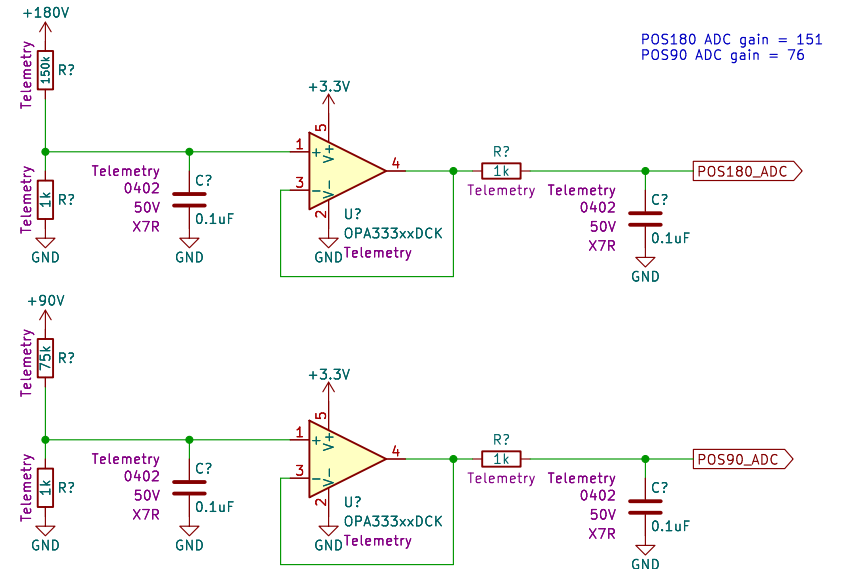 +180V
POS180 ADC gain = 151
POS90 ADC gain = 76
Telemetry
150k
R?
+3.3V
5
1
+
V+
4
R?
1k
Telemetry
POS180_ADC
Telemetry
1k
R?
Telemetry
0402
50V
X7R
C?
0.1uF
3
-
V-
2
U?
OPA333xxDCK
Telemetry
Telemetry
0402
50V
X7R
C?
0.1uF
GND
GND
GND
GND
+90V
Telemetry
75k
R?
+3.3V
5
1
+
V+
4
R?
1k
Telemetry
POS90_ADC
Telemetry
1k
R?
Telemetry
0402
50V
X7R
C?
0.1uF
3
-
V-
2
U?
OPA333xxDCK
Telemetry
Telemetry
0402
50V
X7R
C?
0.1uF
GND
GND
GND
GND